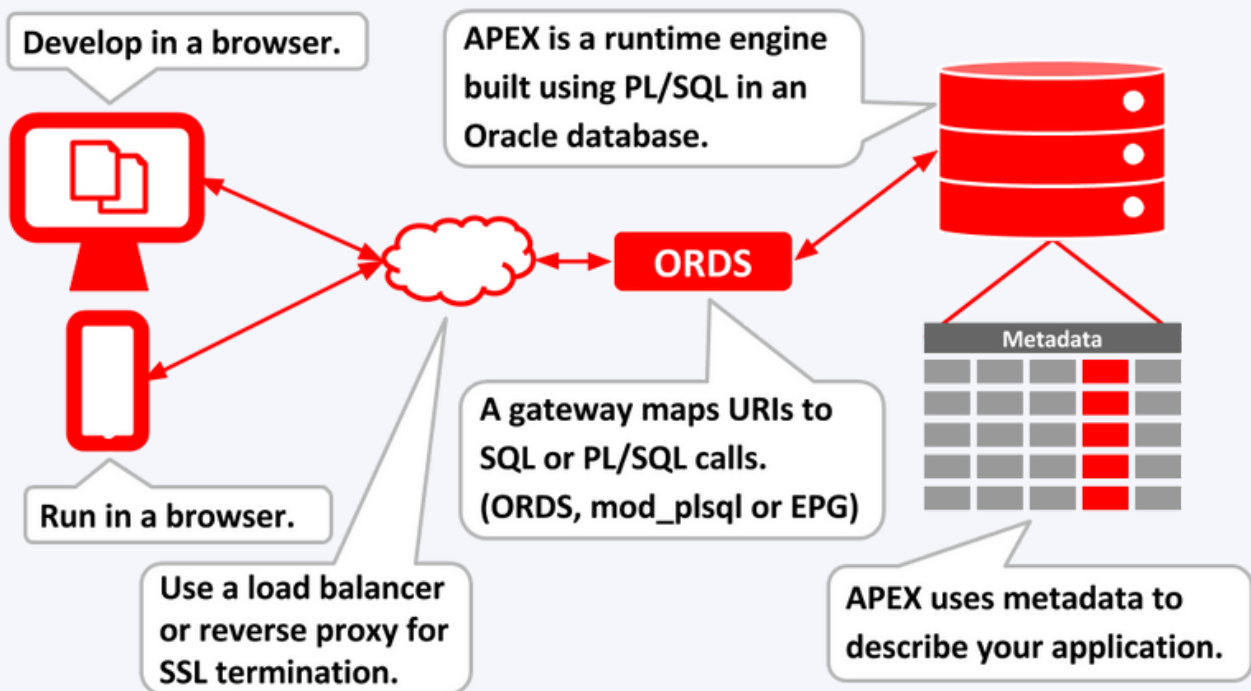 Develop in a browser.
APEX is a runtime engine
built using PL/SQL in an
Oracle database.
ORDS
Metadata
A gateway maps URIs to
SQL or PL/SQL calls.
(ORDS, mod_plsql or EPG)
Run in a browser.
Use a load balancer
or reverse proxy for
SSL termination.
APEX uses metadata to
describe your application.